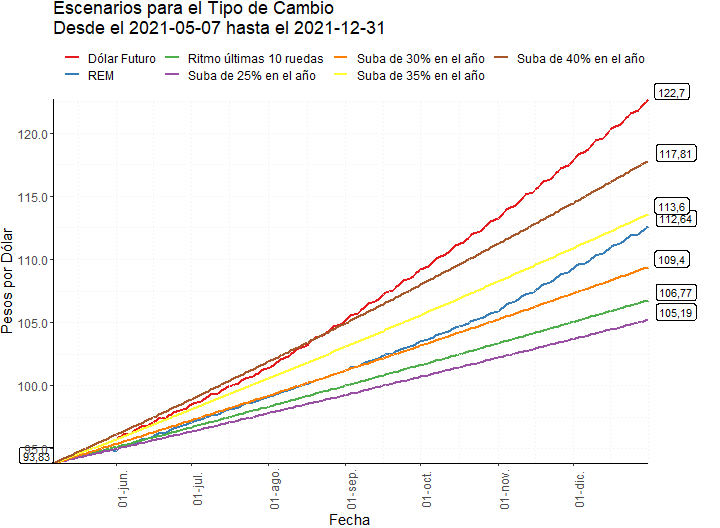 Escenarios para el Tipo de Cambio
Desde el 2021-05-07 hasta el 2021-12-31
Dólar Futuro Ritmo últimas 10 ruedas Suba de 30% en el año Suba de 40% en el año
REM Suba de 25% en el año Suba de 35% en el año
122,7
120.0
117,81
115.0
113,6
112,64
110.0
109,4
106,77
105,19
105.0
100.0
95.0
93,83
Pesos por Dólar
01-jun.
01-jul.
01-ago.
01-sep.
01-oct.
01-nov.
01-dic.
Fecha